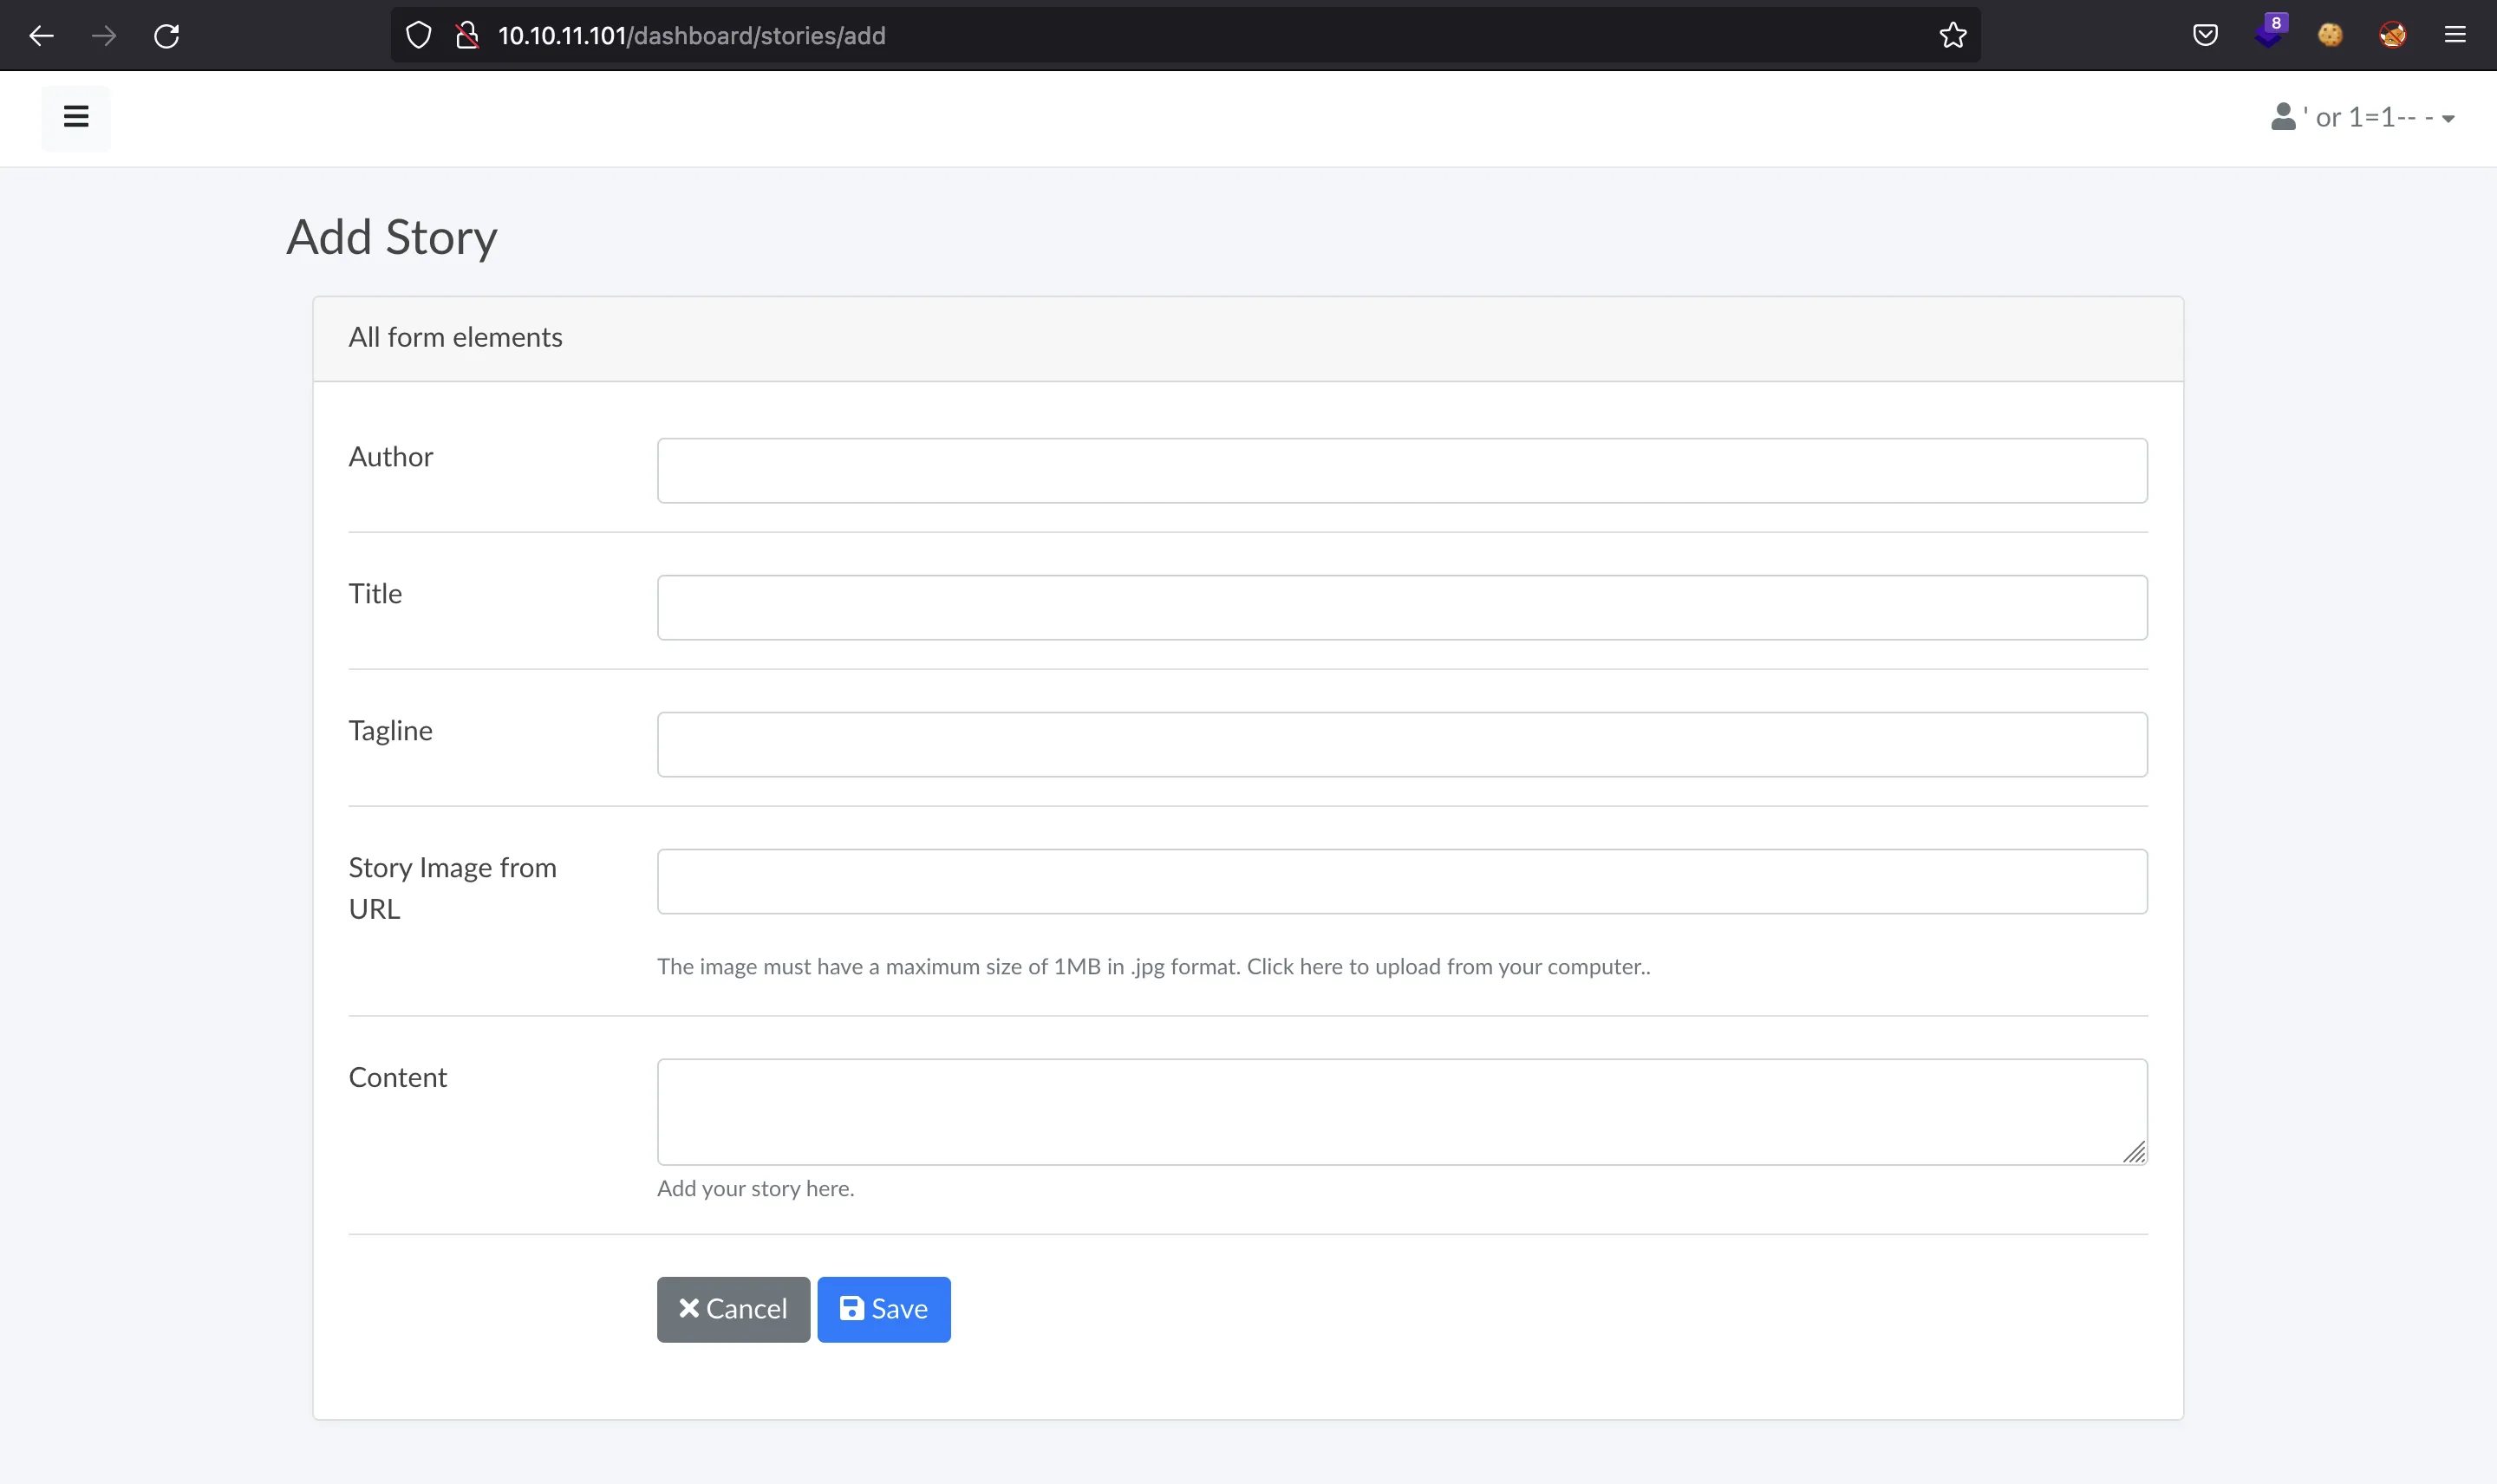 10.10.11.101/dashboard/stories/add
8
' or 1=1-- -
Add Story
All form elements
Author
Title
Tagline
Story Image from
URL
The image must have a maximum size of 1MB in .jpg format. Click here to upload from your computer..
Content
Add your story here.
Cancel Save